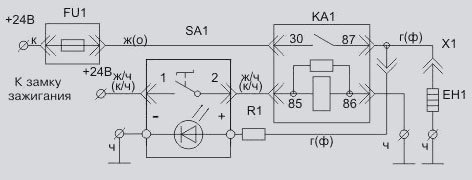 +24В
FU1
SA1
KA1
к
ж(о)
30
87
г(ф)
X1
+24В
К замку
зажигания
ж/ч
(к/ч)
1
2
ж/ч
(к/ч)
85
86
EH1
-
+
R1
г(ф)
ч
ч
ч
ч